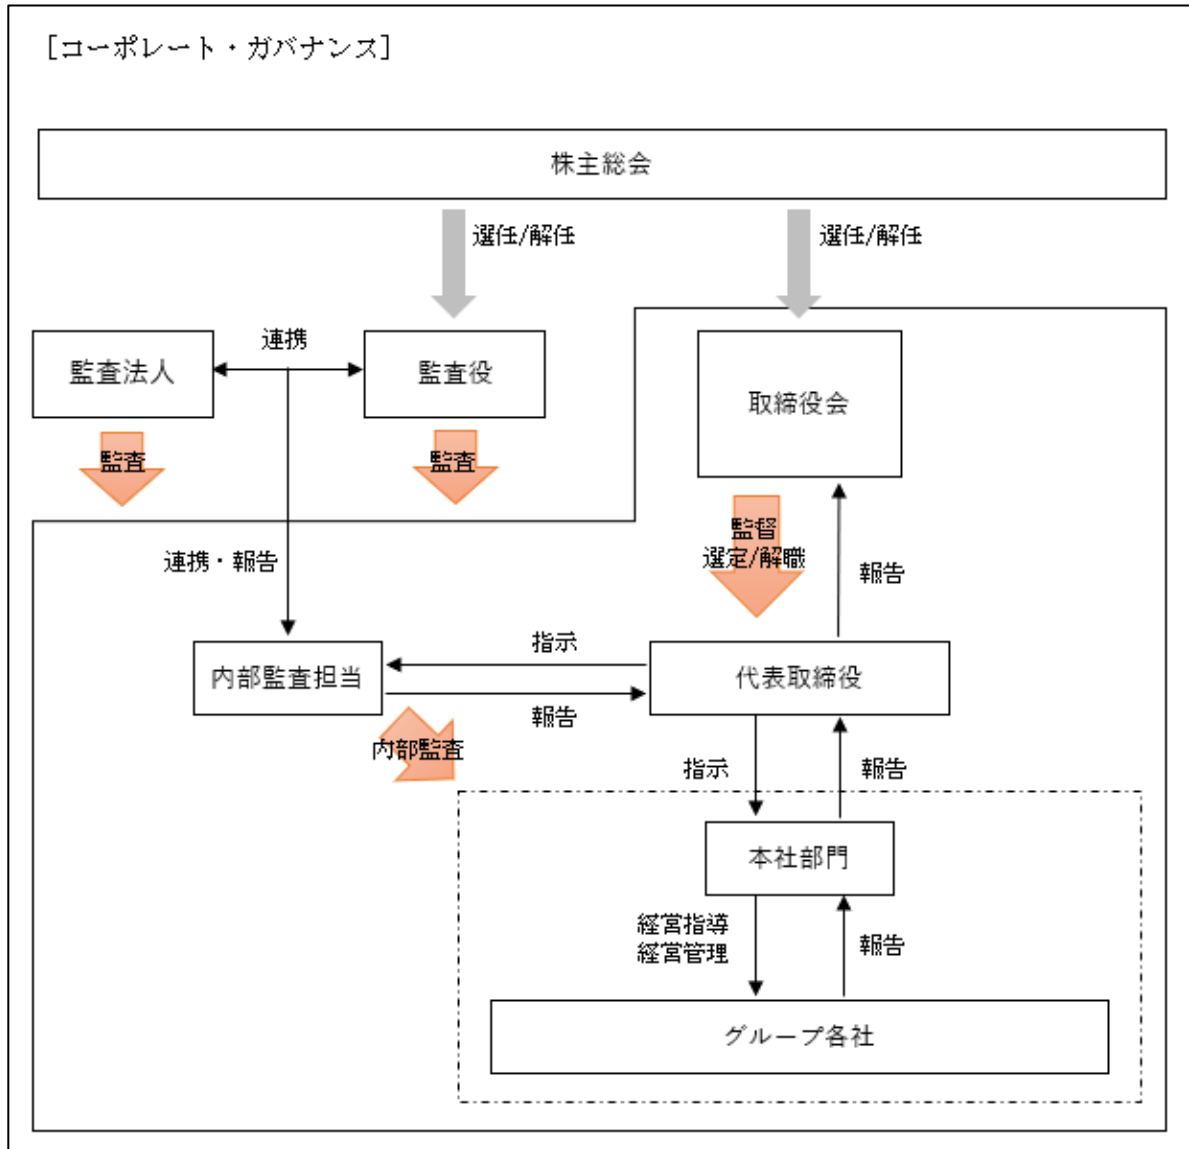 ［コーポレート・ガバナンス］
株主総会
選任/解任
選任/解任
監査法人
連携
監査役
取締役会
監査
監査
監督
選定/解職
連携・報告
報告
内部監査担当
指示
報告
代表取締役
内部監査
指示
報告
本社部門
経営指導
経営管理
報告
グループ各社